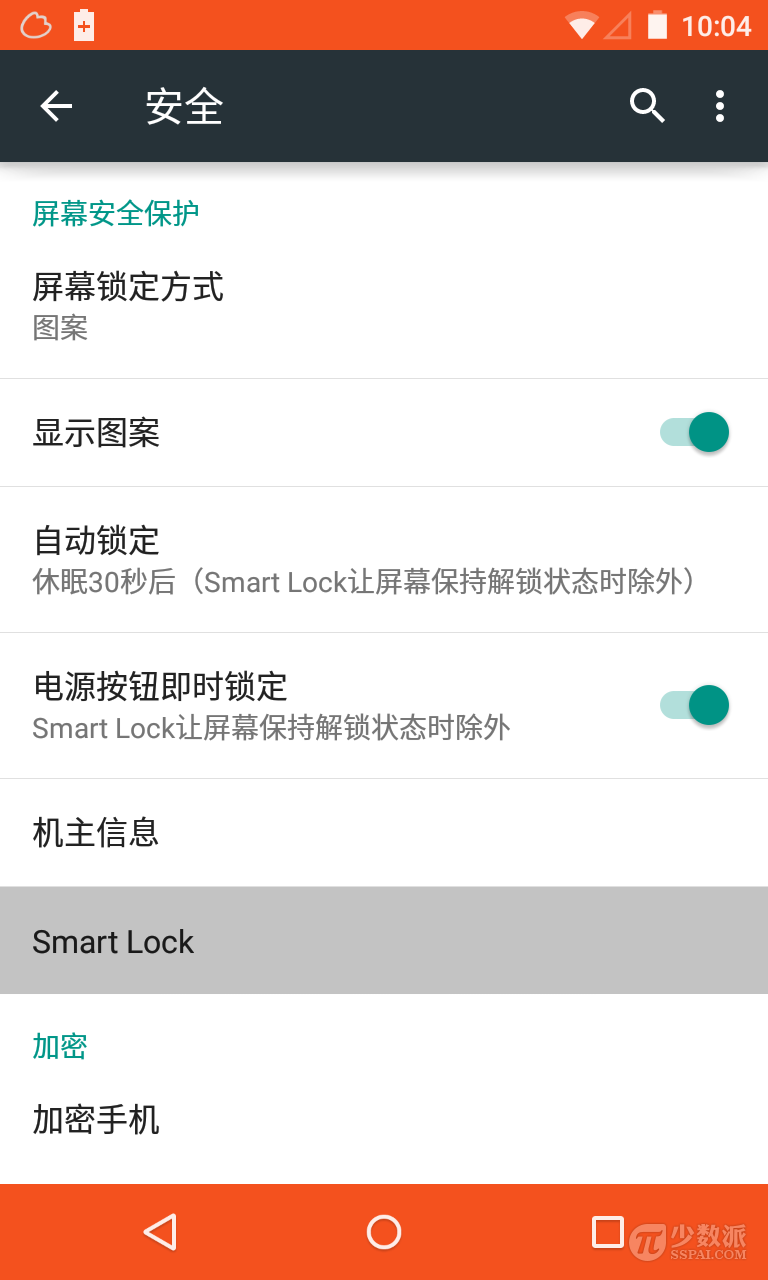 10:04
安全
屏幕安全保护
屏幕锁定方式
图案
显示图案
自动锁定
休眠30秒后（Smart Lock让屏幕保持解锁状态时除外）
电源按钮即时锁定
Smart Lock让屏幕保持解锁状态时除外
机主信息
Smart Lock
加密
加密手机
π 少数派
SSPAI.COM